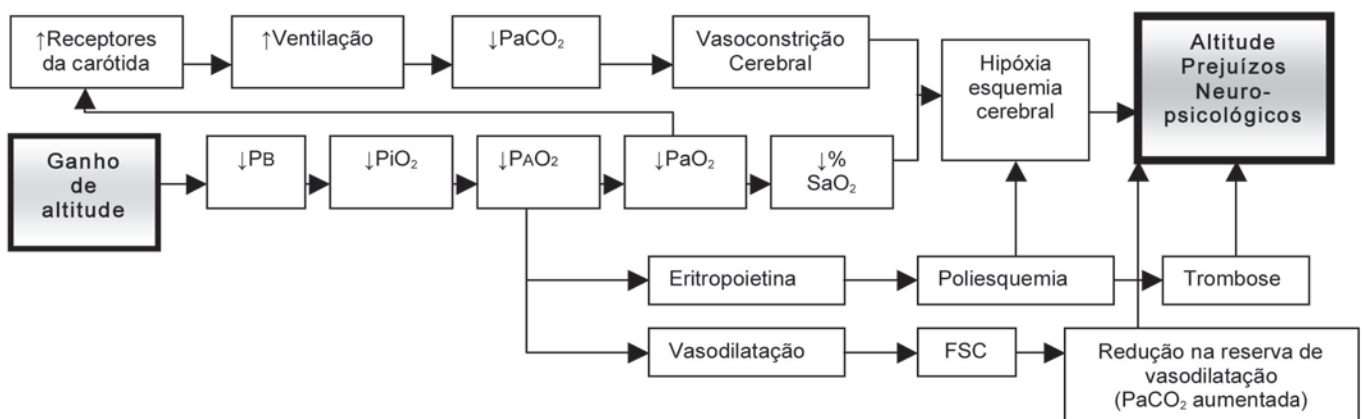 ↑Receptores
da carótida
↑Ventilação
↓PaCO₂
Vasoconstrição
Cerebral
Hipóxia
esquemia
cerebral
Altitude
Prejuízos
Neuro-
psicológicos
Ganho
de
altitude
↓PB
↓PiO₂
↓PAO₂
↓PaO₂
↓%
SaO₂
Eritropoietina
Poliesquemia
Trombose
Vasodilatação
FSC
Redução na reserva de
vasodilatação
(PaCO₂ aumentada)